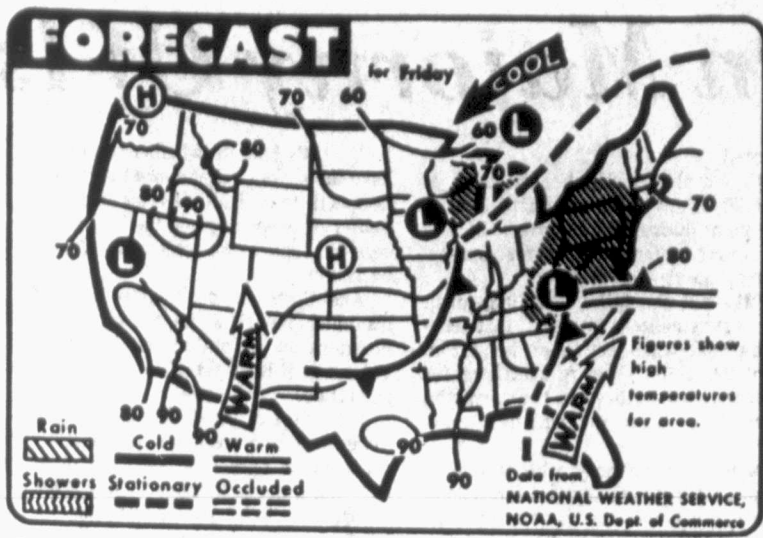 FORECAST
for Friday
COOL
H
70
60
L
60
70
80
70
80
90
70
70
L
H
L
L
80
WARM
WARM
Figures show
high
temperatures
for area.
80
90
90
90
90
Rain
Cold
Warm
Showers
Stationary
Occluded
Data from
NATIONAL WEATHER SERVICE,
NOAA, U.S. Dept. of Commerce